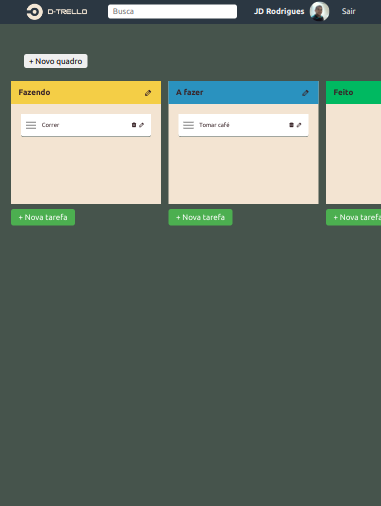 D-TRELLO
Busca
JD Rodrigues
Sair
+ Novo quadro
Fazendo
A fazer
Feito
Correr
Tomar café
+ Nova tarefa
+ Nova tarefa
+ Nova tarefa